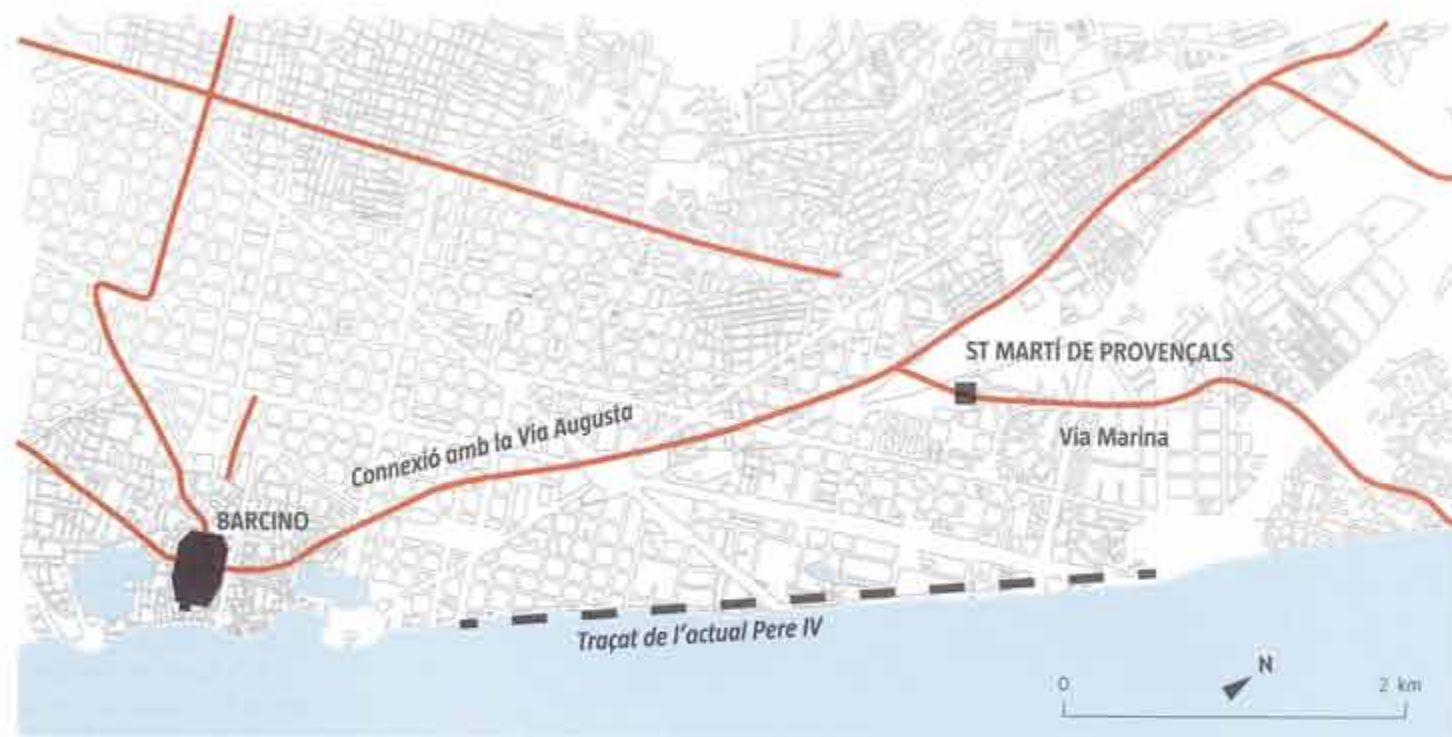 ST MARTÍ DE PROVENÇALS
Via Marina
Connexió amb la Via Augusta
BARCINO
Traçat de l'actual Pere IV
N
0 2 km